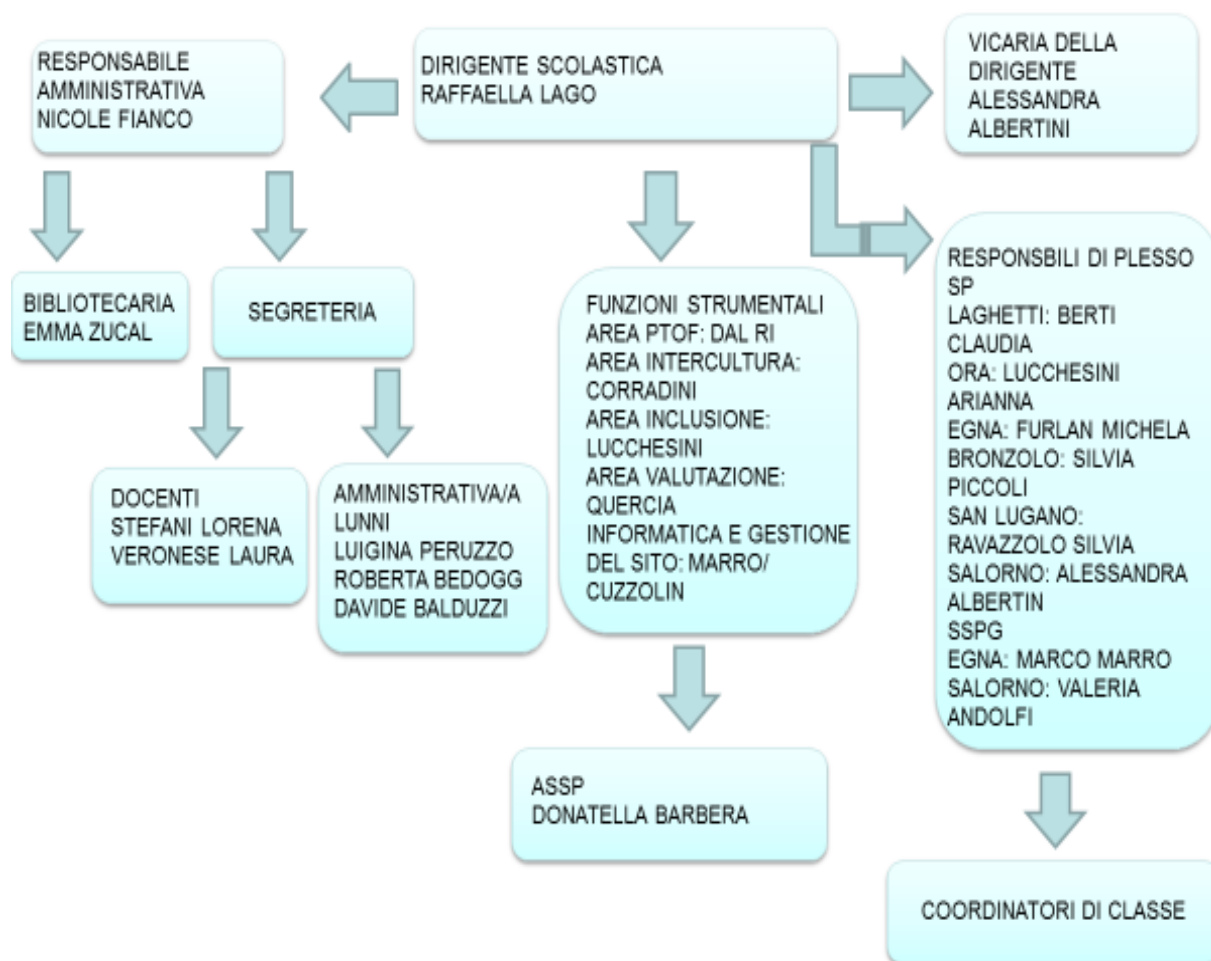 RESPONSABILE
AMMINISTRATIVA
NICOLE FIANCO
DIRIGENTE SCOLASTICA
RAFFAELLA LAGO
VICARIA DELLA
DIRIGENTE
ALESSANDRA
ALBERTINI
BIBLIOTECARIA
EMMA ZUCAL
SEGRETERIA
FUNZIONI STRUMENTALI
AREA PTOF: DAL RI
AREA INTERCULTURA:
CORRADINI
AREA INCLUSIONE:
LUCCHESINI
AREA VALUTAZIONE:
QUERCIA
INFORMATICA E GESTIONE
DEL SITO: MARRO/
CUZZOLIN
RESPONSBILI DI PLESSO
SP
LAGHETTI: BERTI
CLAUDIA
ORA: LUCCHESINI
ARIANNA
EGNA: FURLAN MICHELA
BRONZOLO: SILVIA
PICCOLI
SAN LUGANO:
RAVAZZOLO SILVIA
SALORNO: ALESSANDRA
ALBERTIN
SSPG
EGNA: MARCO MARRO
SALORNO: VALERIA
ANDOLFI
DOCENTI
STEFANI LORENA
VERONESE LAURA
AMMINISTRATIVA/A
LUNNI
LUIGINA PERUZZO
ROBERTA BEDOGG
DAVIDE BALDUZZI
ASSP
DONATELLA BARBERA
COORDINATORI DI CLASSE